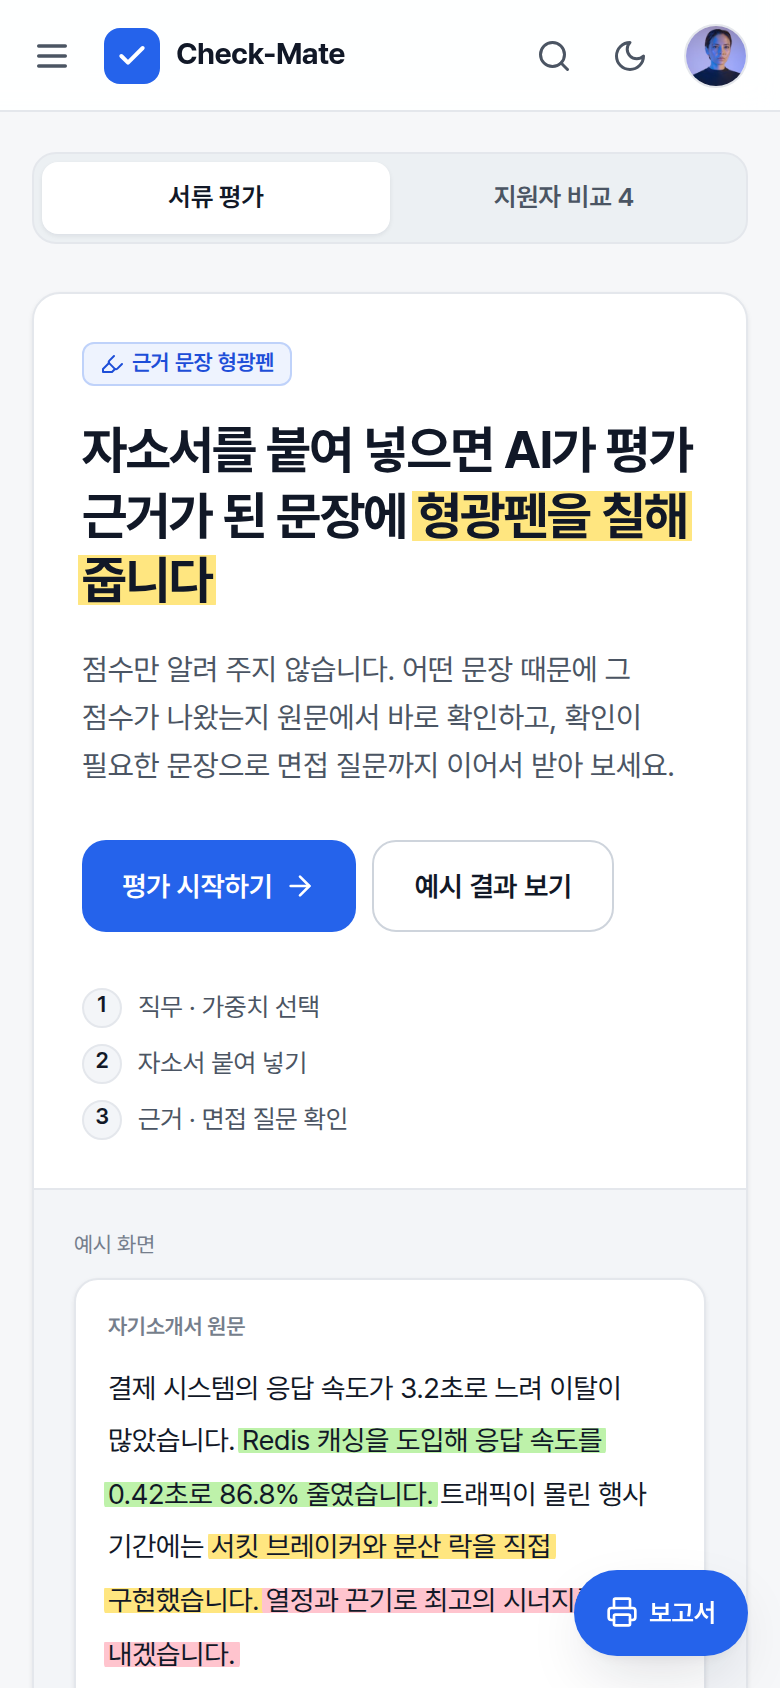 Check-Mate
서류 평가
지원자 비교 4
근거 문장 형광펜
자소서를 붙여 넣으면 AI가 평가
근거가 된 문장에 형광펜을 칠해
줍니다
점수만 알려 주지 않습니다. 어떤 문장 때문에 그
점수가 나왔는지 원문에서 바로 확인하고, 확인이
필요한 문장으로 면접 질문까지 이어서 받아 보세요.
평가 시작하기
예시 결과 보기
1 직무 · 가중치 선택
2 자소서 붙여 넣기
3 근거 · 면접 질문 확인
예시 화면
자기소개서 원문
결제 시스템의 응답 속도가 3.2초로 느려 이탈이
많았습니다. Redis 캐싱을 도입해 응답 속도를
0.42초로 86.8% 줄였습니다. 트래픽이 몰린 행사
기간에는 서킷 브레이커와 분산 락을 직접
구현했습니다. 열정과 끈기로 최고의 시너지
내겠습니다.
보고서